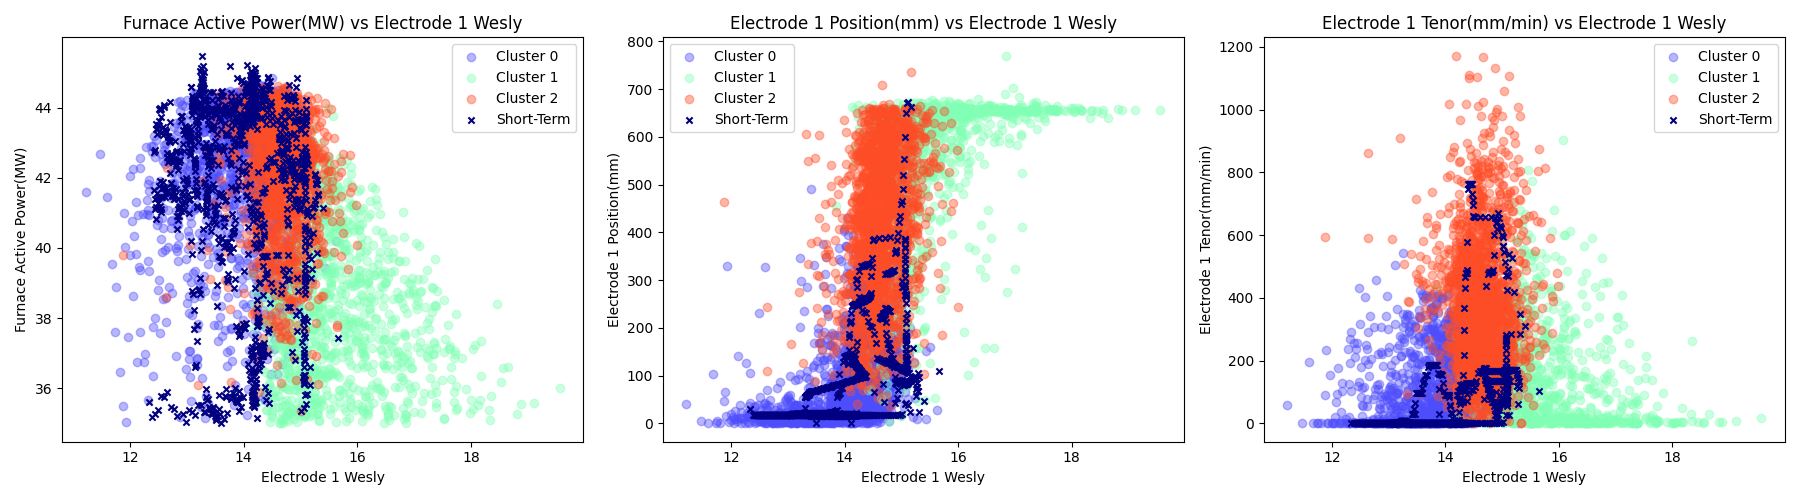 Furnace Active Power(MW) vs Electrode 1 Wesly
Furnace Active Power(MW)
44
42
40
38
36
12 14 16 18
Electrode 1 Wesly
Cluster 0
Cluster 1
Cluster 2
Short-Term
Electrode 1 Position(mm) vs Electrode 1 Wesly
Electrode 1 Position(mm)
800
700
600
500
400
300
200
100
0
12 14 16 18
Electrode 1 Wesly
Cluster 0
Cluster 1
Cluster 2
Short-Term
Electrode 1 Tenor(mm/min) vs Electrode 1 Wesly
Electrode 1 Tenor(mm/min)
1200
1000
800
600
400
200
0
12 14 16 18
Electrode 1 Wesly
Cluster 0
Cluster 1
Cluster 2
Short-Term